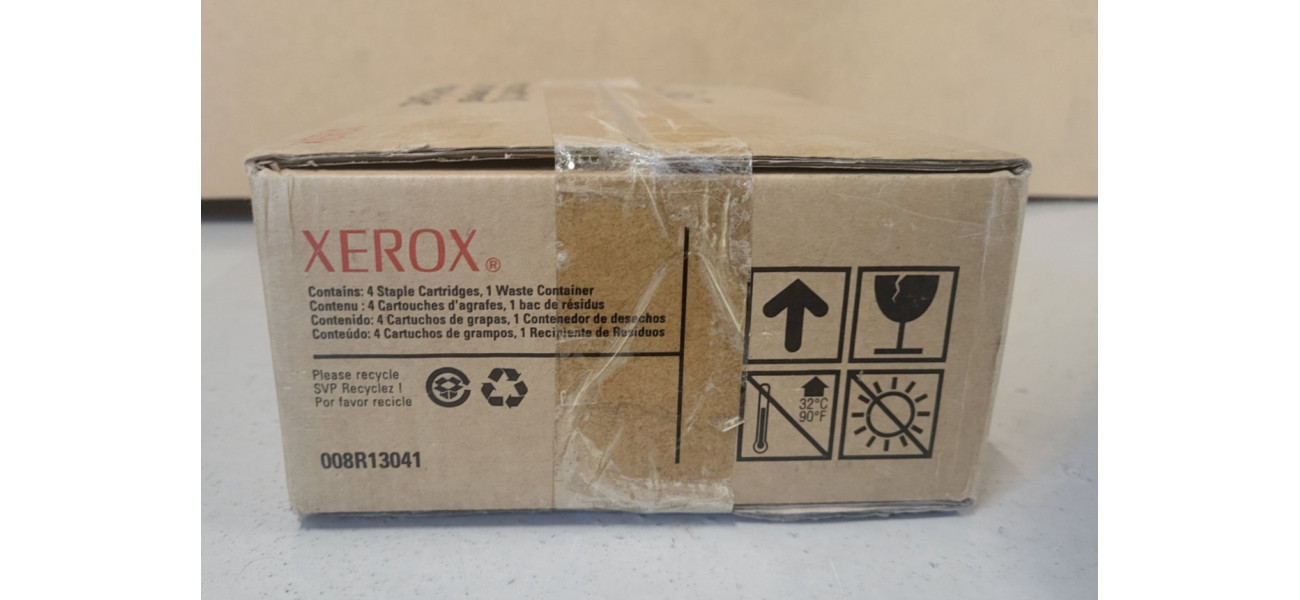 XEROX®
Contains: 4 Staple Cartridges, 1 Waste Container
Contenu : 4 Cartouches d'agrafes, 1 bac de résidus
Contenido: 4 Cartuchos de grapas, 1 Contenedor de desechos
Conteúdo: 4 Cartuchos de grampos, 1 Recipiente de Resíduos
Please recycle
SVP Recyclez !
Por favor recicle
008R13041
32°C
90°F